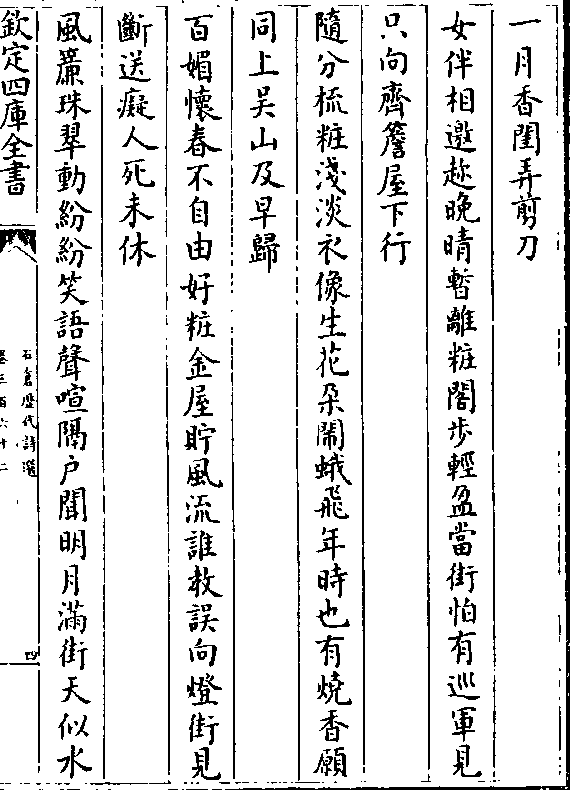 一月香閨弄剪刀
女伴相邀趂晚晴暫離粧閣步輕盈當街怕有巡軍見
只向齊簷屋下行
隨分梳粧淺淡衣像生花朶鬧蛾飛年時也有燒香願
同上吳山及早歸
百媚懷春不自由好粧金屋貯風流誰教誤向燈街見
斷送癡人死未休
風簾珠翠動紛紛笑語聲喧隔户聞明月滿街天似水
欽定四庫全書
石倉歴代詩選
卷三百六十二
四